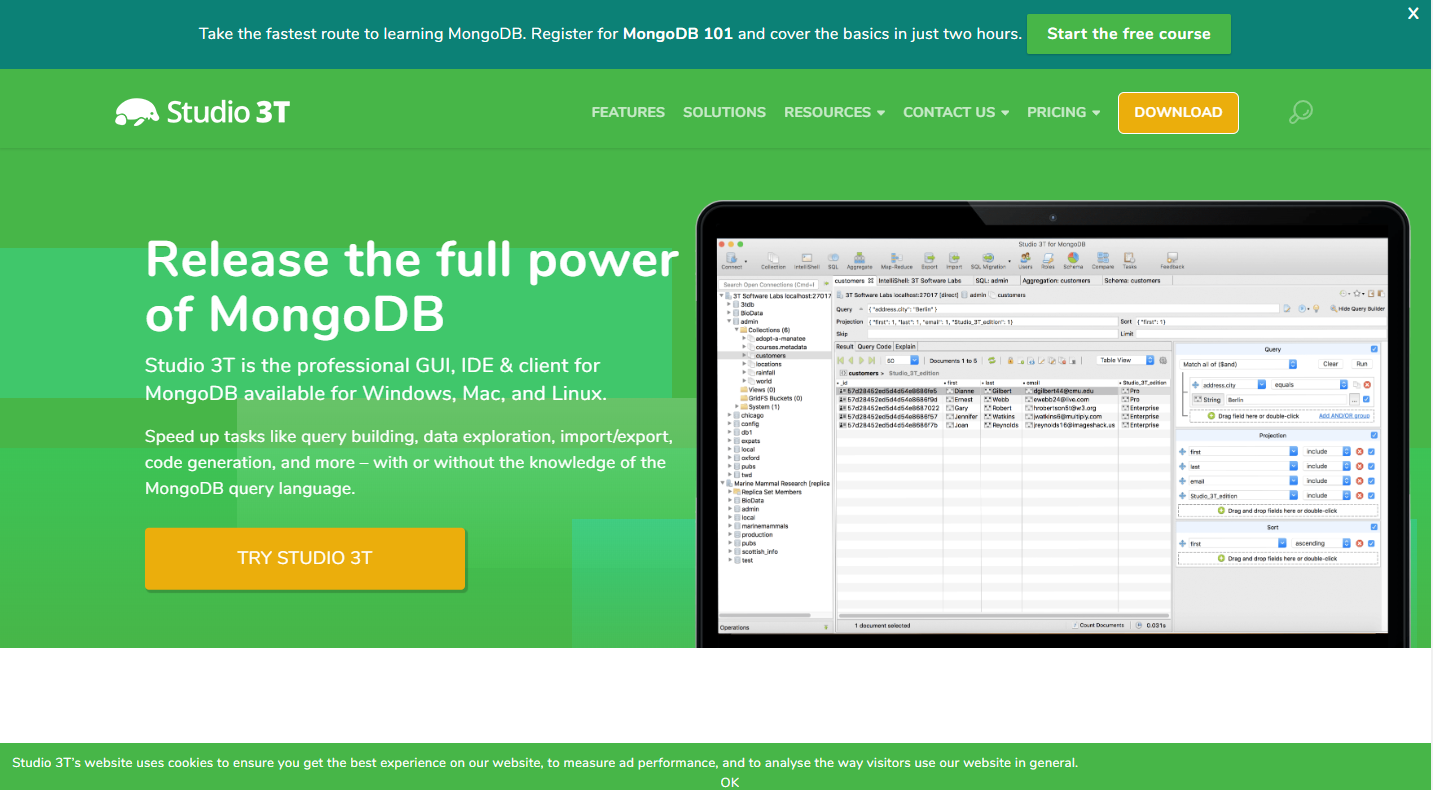 Take the fastest route to learning MongoDB. Register for MongoDB 101 and cover the basics in just two hours. Start the free course
X
Studio 3T
FEATURES SOLUTIONS RESOURCES CONTACT US PRICING DOWNLOAD
Release the full power
of MongoDB
Studio 3T is the professional GUI, IDE & client for
MongoDB available for Windows, Mac, and Linux.
Speed up tasks like query building, data exploration, import/export,
code generation, and more – with or without the knowledge of the
MongoDB query language.
TRY STUDIO 3T
Studio 3T for MongoDB
Connect Collection IntelliShell SQL Aggregate Map-Reduce Export Import SQL Migration Users Roles Schema Compare Tasks Feedback
Search Open Connections (Cmd+
3T Software Labs localhost:27017
3tdb
BioData
admin
Collections (6)
adopt-a-manatee
courses.metadata
customers
locations
rainfall
world
Views (0)
GridFS Buckets (0)
System (1)
chicago
config
db1
expats
local
oxford
pubs
twd
Marine Mammal Research (replica
Replica Set Members
BioData
admin
local
marinemammals
production
pubs
scottish_info
test
Operations
customers IntelliShell: 3T Software Labs SQL: admin Aggregation: customers Schema: customers
3T Software Labs localhost:27017 [direct] admin customers
Query {"address.city": "Berlin"} Hide Query Builder
Projection {"first": 1, "last": 1, "email": 1, "Studio_3T_edition": 1} Sort {"first": 1}
Skip Limit
Result Query Code Explain
50 Documents 1 to 5 Table View
customers > Studio_3T_edition
_id first last email Studio_3T_edition
57d28452ed5d4d54e8686fe5 Dianne Gilbert dgilbert44@cmu.edu Pro
57d28452ed5d4d54e8686f9d Ernest Webb ewebb24@live.com Pro
57d28452ed5d4d54e8687022 Gary Robert hrobertson5t@w3.org Enterprise
57d28452ed5d4d54e8686f57 Jennifer Watkins jwatkins6@multiply.com Enterprise
57d28452ed5d4d54e8686f7b Joan Reynolds jreynolds16@imageshack.us Enterprise
1 document selected Count Documents 0.031s
Query
Match all of ($and) Clear Run
address.city equals
String Berlin ...
Drag field here or double-click Add AND/OR group
Projection
first include
last include
email include
Studio_3T_edition include
Drag and drop fields here or double-click
Sort
first ascending
Drag and drop fields here or double-click
Studio 3T's website uses cookies to ensure you get the best experience on our website, to measure ad performance, and to analyse the way visitors use our website in general.
OK